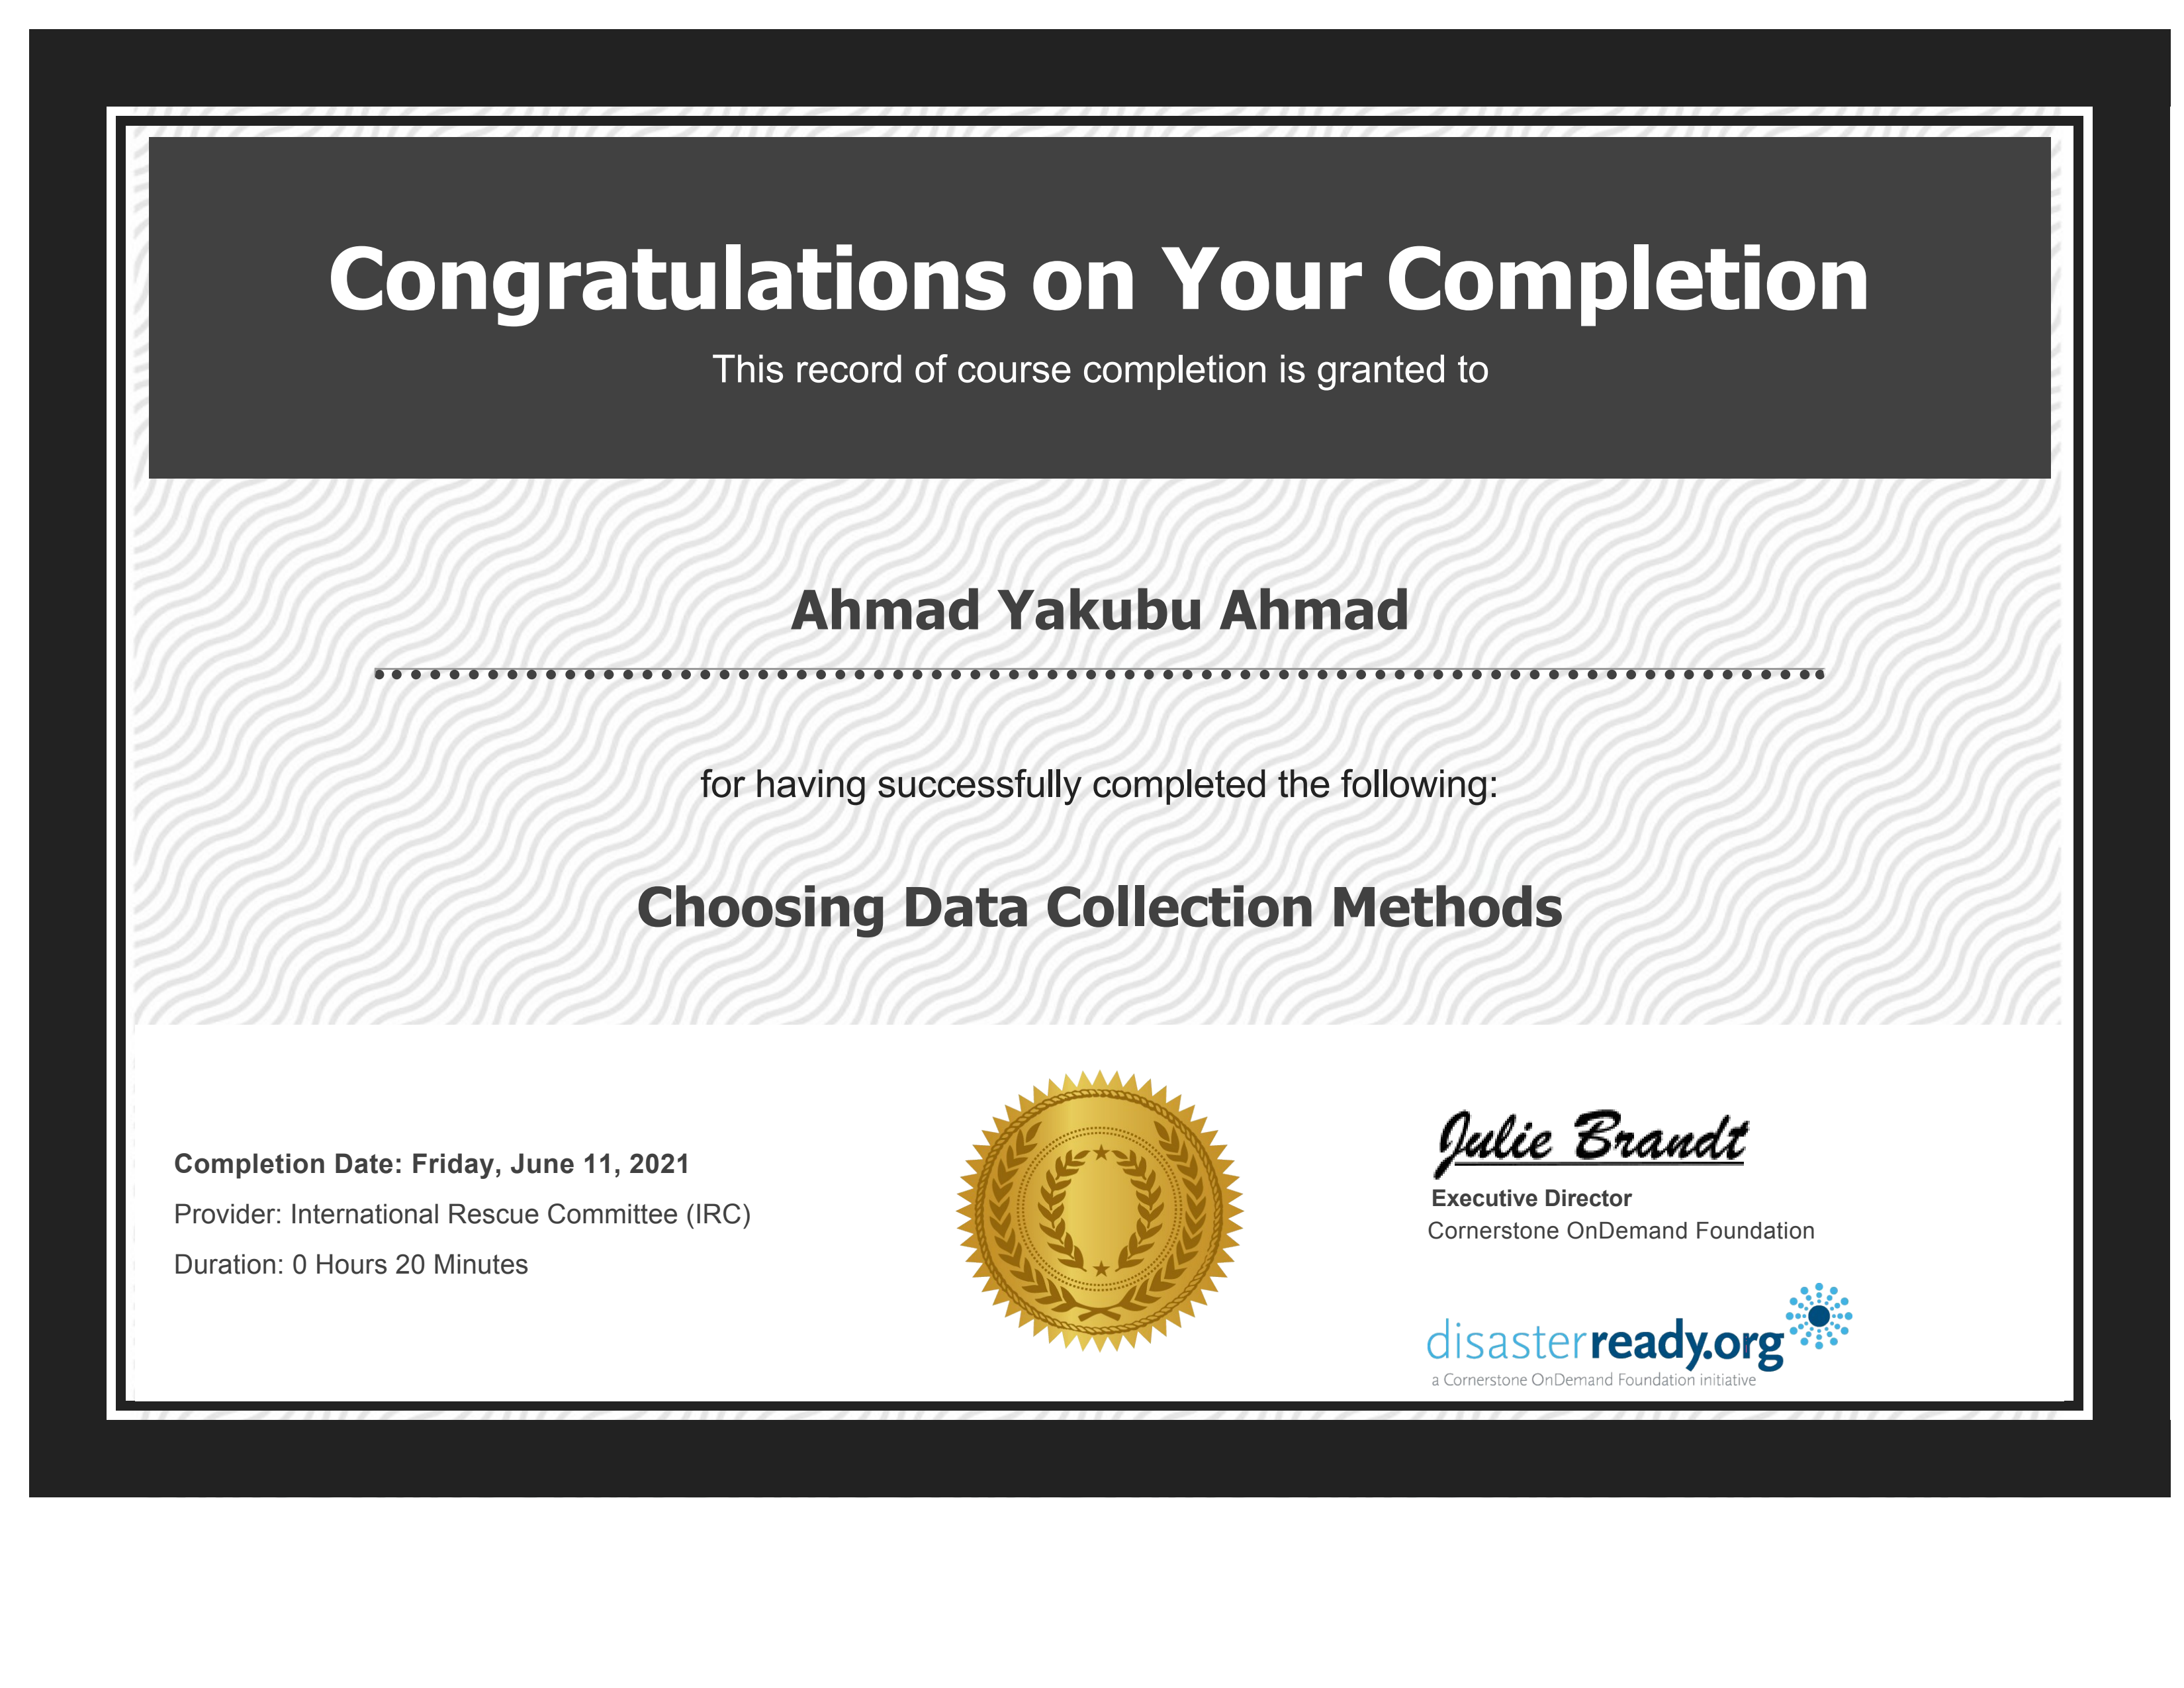 Congratulations on Your Completion
This record of course completion is granted to
Ahmad Yakubu Ahmad
for having successfully completed the following:
Choosing Data Collection Methods
Completion Date: Friday, June 11, 2021
Provider: International Rescue Committee (IRC)
Duration: 0 Hours 20 Minutes
Julie Brandt
Executive Director
Cornerstone OnDemand Foundation
disasterready.org
a Cornerstone OnDemand Foundation initiative